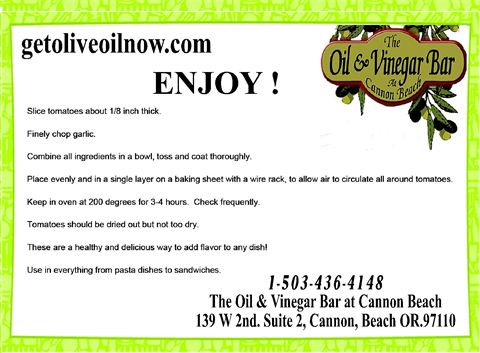 getoliveoilnow.com
The
Oil & Vinegar Bar
At
Cannon Beach
ENJOY !
Slice tomatoes about 1/8 inch thick.
Finely chop garlic.
Combine all ingredients in a bowl, toss and coat thoroughly.
Place evenly and in a single layer on a baking sheet with a wire rack, to allow air to circulate all around tomatoes.
Keep in oven at 200 degrees for 3-4 hours.  Check frequently.
Tomatoes should be dried out but not too dry.
These are a healthy and delicious way to add flavor to any dish!
Use in everything from pasta dishes to sandwiches.
1-503-436-4148
The Oil & Vinegar Bar at Cannon Beach
139 W 2nd. Suite 2, Cannon, Beach OR.97110